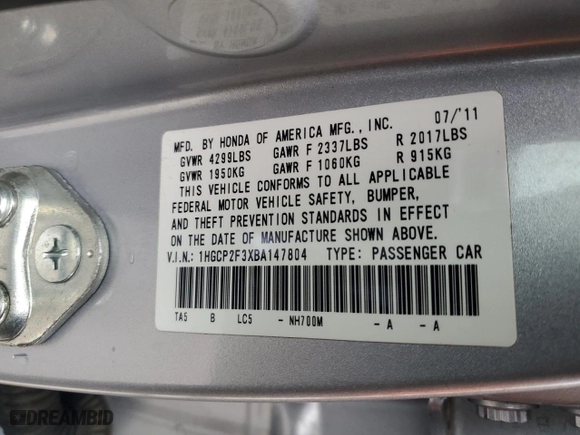 MFD. BY HONDA OF AMERICA MFG., INC. 07/'11
GVWR 4299LBS GAWR F 2337LBS R 2017LBS
GVWR 1950KG GAWR F 1060KG R 915KG
THIS VEHICLE CONFORMS TO ALL APPLICABLE
FEDERAL MOTOR VEHICLE SAFETY, BUMPER,
AND THEFT PREVENTION STANDARDS IN EFFECT
ON THE DATE OF MANUFACTURE SHOWN ABOVE.
V.I.N.: 1HGCP2F3XBA147804 TYPE: PASSENGER CAR
TA5 B LC5 - NH700M - A - A
DREAMBID